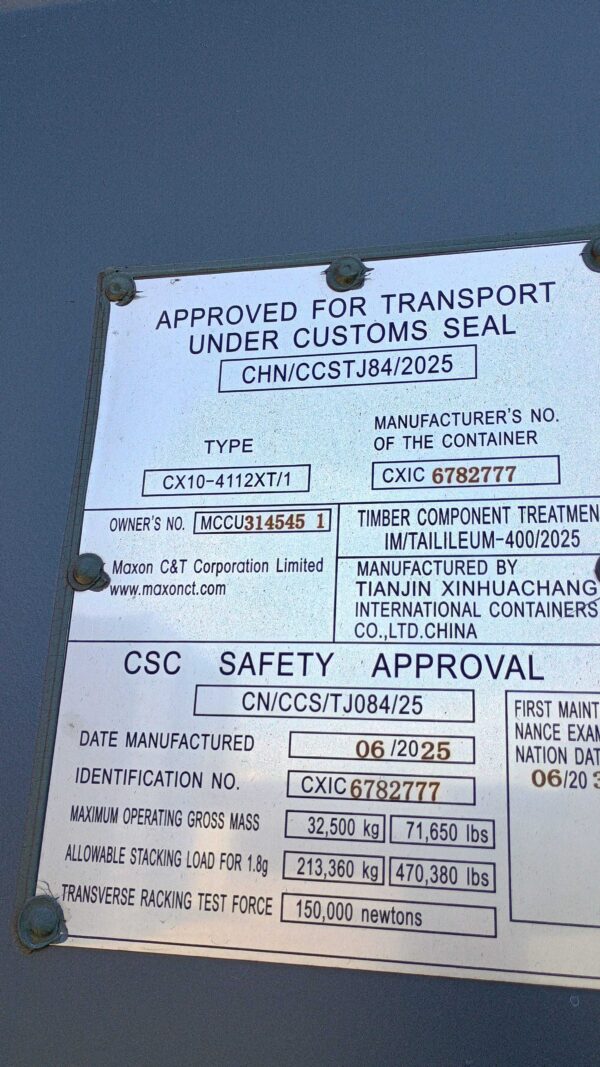 APPROVED FOR TRANSPORT
UNDER CUSTOMS SEAL
CHN/CCSTJ84/2025
TYPE
CX10-4112XT/1
MANUFACTURER'S NO.
OF THE CONTAINER
CXIC 6782777
OWNER'S NO. MCCU314545 1
Maxon C&T Corporation Limited
www.maxonct.com
TIMBER COMPONENT TREATMEN
IM/TAILILEUM-400/2025
MANUFACTURED BY
TIANJIN XINHUACHANG
INTERNATIONAL CONTAINERS
CO.,LTD.CHINA
CSC SAFETY APPROVAL
CN/CCS/TJ084/25
DATE MANUFACTURED 06 /2025
IDENTIFICATION NO. CXIC 6782777
MAXIMUM OPERATING GROSS MASS 32,500 kg 71,650 lbs
ALLOWABLE STACKING LOAD FOR 1.8g 213,360 kg 470,380 lbs
TRANSVERSE RACKING TEST FORCE 150,000 newtons
FIRST MAINT
NANCE EXAM
NATION DAT
06/20